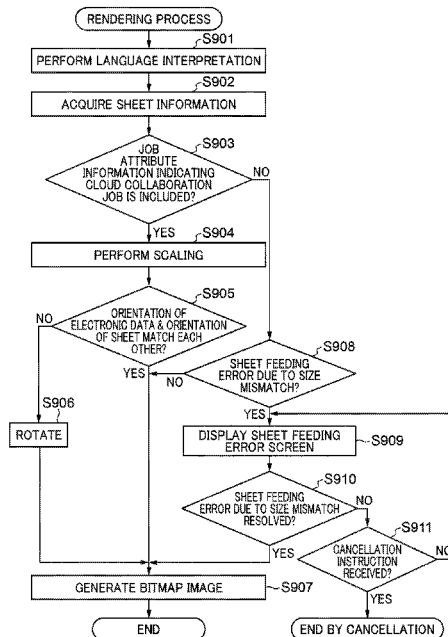 RENDERING PROCESS
S901
PERFORM LANGUAGE INTERPRETATION
S902
ACQUIRE SHEET INFORMATION
S903
JOB
ATTRIBUTE
INFORMATION INDICATING
CLOUD COLLABORATION
JOB IS INCLUDED?
NO
YES
S904
PERFORM SCALING
S905
ORIENTATION OF
ELECTRONIC DATA & ORIENTATION
OF SHEET MATCH EACH
OTHER?
NO
YES
S906
ROTATE
S908
SHEET FEEDING
ERROR DUE TO SIZE
MISMATCH?
NO
YES
DISPLAY SHEET FEEDING
ERROR SCREEN
S909
S910
SHEET FEEDING
ERROR DUE TO SIZE MISMATCH
RESOLVED?
NO
YES
S911
CANCELLATION
INSTRUCTION
RECEIVED?
NO
YES
GENERATE BITMAP IMAGE
S907
END
END BY CANCELLATION